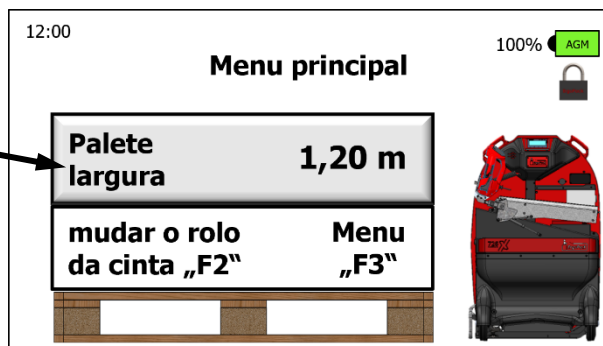 12:00
100% AGM
Menu principal
Palete
largura
1,20 m
mudar o rolo
da cinta „F2“
Menu
„F3“